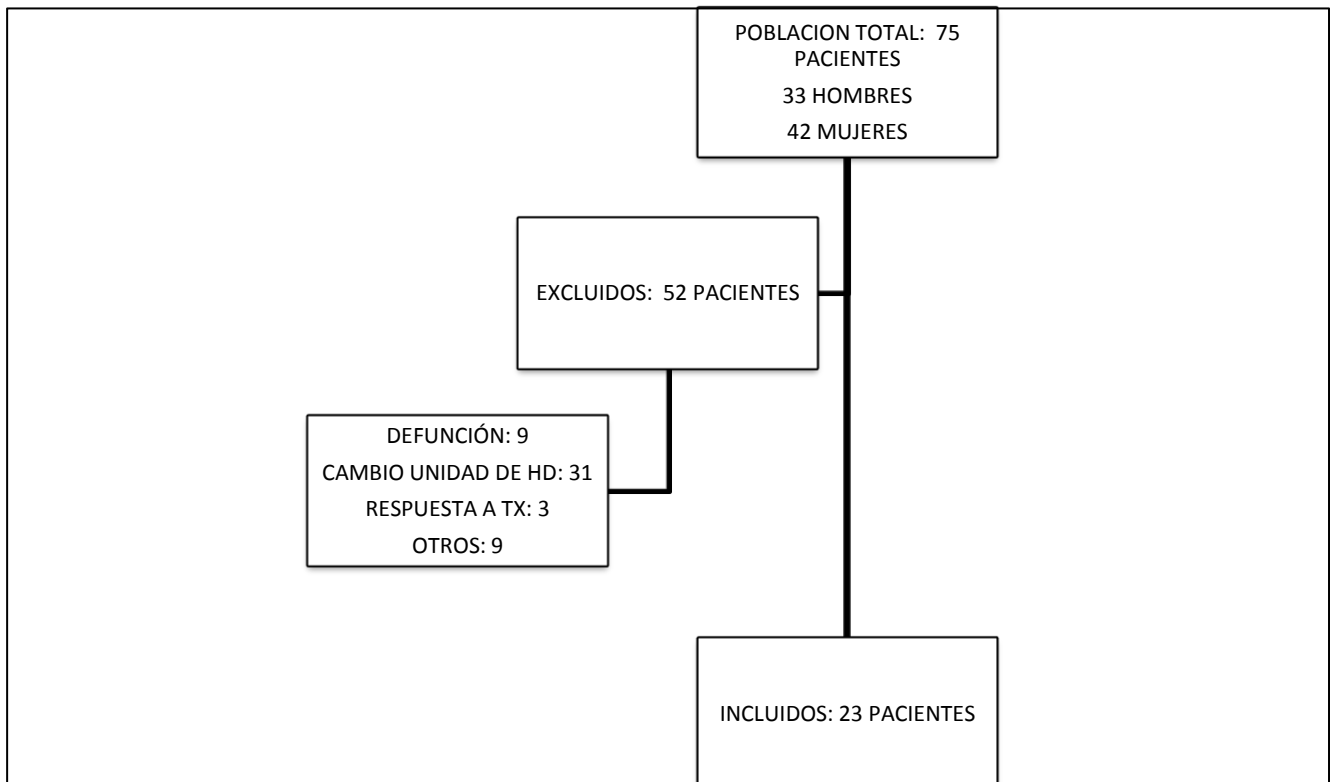 POBLACION TOTAL: 75
PACIENTES
33 HOMBRES
42 MUJERES
EXCLUIDOS: 52 PACIENTES
DEFUNCIÓN: 9
CAMBIO UNIDAD DE HD: 31
RESPUESTA A TX: 3
OTROS: 9
INCLUIDOS: 23 PACIENTES